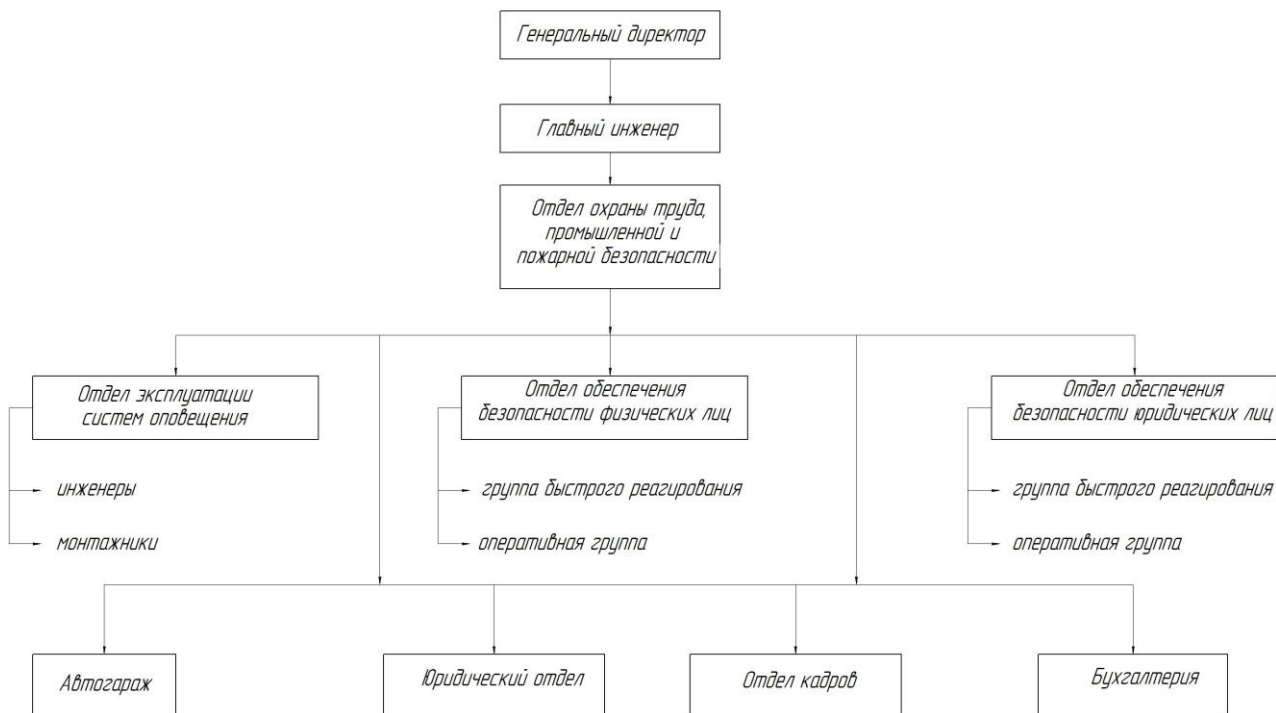 Генеральный директор
Главный инженер
Отдел охраны труда,
промышленной и
пожарной безопасности
Отдел эксплуатации
систем оповещения
инженеры
монтажники
Отдел обеспечения
безопасности физических лиц
группа быстрого реагирования
оперативная группа
Отдел обеспечения
безопасности юридических лиц
группа быстрого реагирования
оперативная группа
Автогараж
Юридический отдел
Отдел кадров
Бухгалтерия